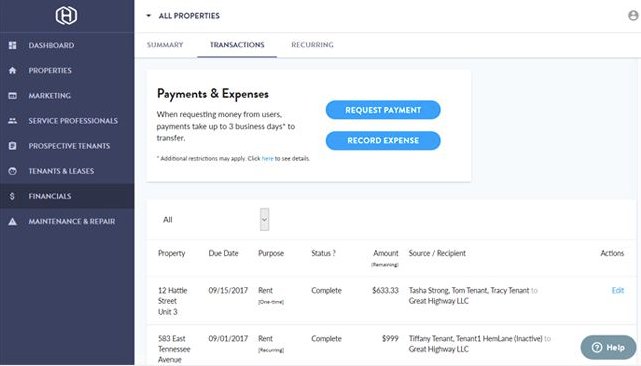 ALL PROPERTIES
DASHBOARD
PROPERTIES
MARKETING
SERVICE PROFESSIONALS
PROSPECTIVE TENANTS
TENANTS & LEASES
FINANCIALS
MAINTENANCE & REPAIR
SUMMARY TRANSACTIONS RECURRING
Payments & Expenses
When requesting money from users,
payments take up to 3 business days* to
transfer.
* Additional restrictions may apply. Click here to see details.
REQUEST PAYMENT
RECORD EXPENSE
All
Property Due Date Purpose Status ? Amount Source / Recipient Actions
(Remaining)
12 Hattie 09/15/2017 Rent Complete $633.33 Tasha Strong, Tom Tenant, Tracy Tenant to Edit
Street (One-time) Great Highway LLC
Unit 3
583 East 09/01/2017 Rent Complete $999 Tiffany Tenant, Tenant1 HemLane (Inactive) to
Tennessee (Recurring) Great Highway LLC
Avenue
Help